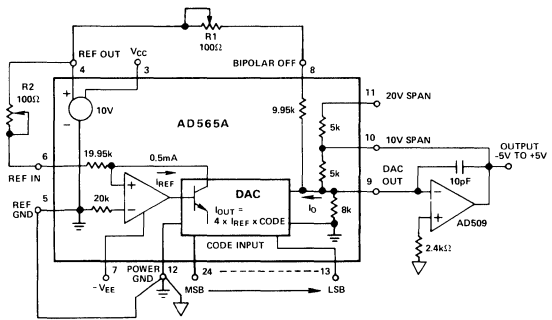 R1
100Ω
REF OUT
4
VCC
3
BIPOLAR OFF
8
R2
100Ω
+
10V
-
AD565A
9.95k
11
20V SPAN
5k
10
10V SPAN
6
19.95k
0.5mA
5k
OUTPUT
-5V TO +5V
REF IN
IREF
DAC
9
DAC
OUT
10pF
5
REF
GND
20k
+
-
IOUT =
4 × IREF × CODE
IO
8k
-
+
AD509
CODE INPUT
2.4kΩ
7
-VEE
POWER
GND
12
24
13
MSB
LSB